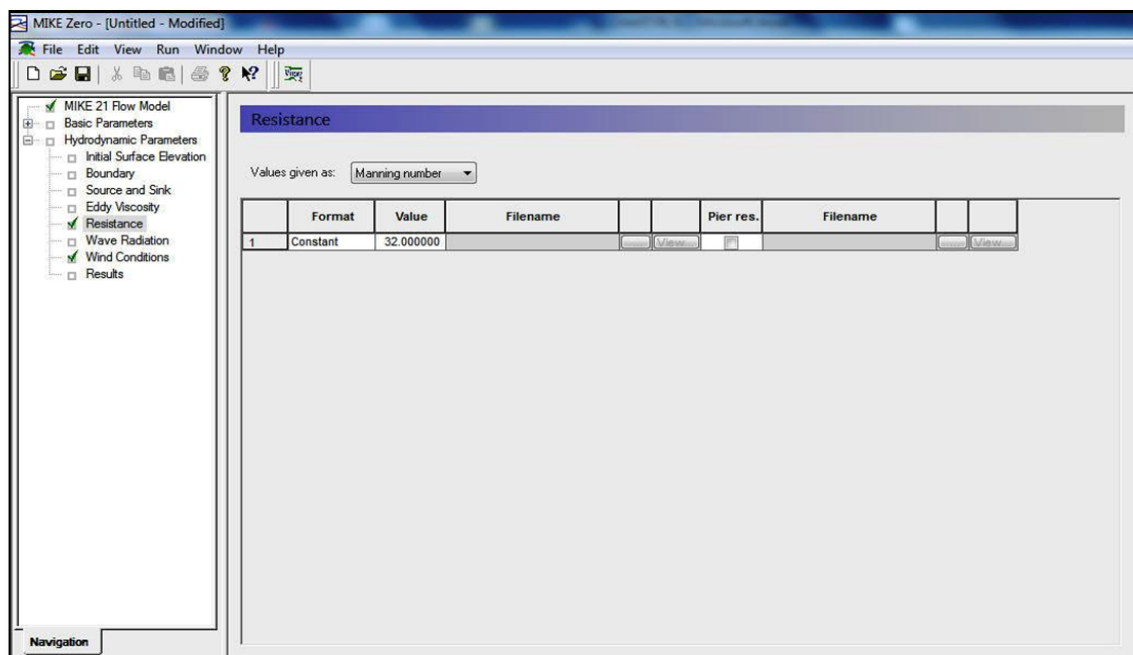 MIKE Zero - [Untitled - Modified]
File Edit View Run Window Help
MIKE 21 Flow Model
Basic Parameters
Hydrodynamic Parameters
Initial Surface Elevation
Boundary
Source and Sink
Eddy Viscosity
Resistance
Wave Radiation
Wind Conditions
Results
Navigation
Resistance
Values given as: Manning number
Format Value Filename Pier res. Filename
1 Constant 32.000000 ... View... ... View...